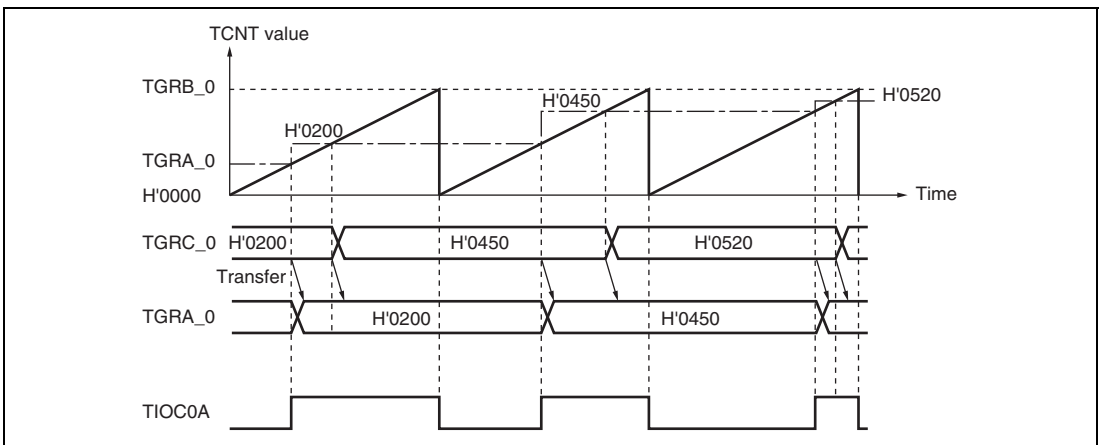 TCNT value
TGRB_0
H'0520
H'0450
H'0200
TGRA_0
H'0000
Time
TGRC_0 H'0200 H'0450 H'0520
Transfer
TGRA_0 H'0200 H'0450
TIOC0A